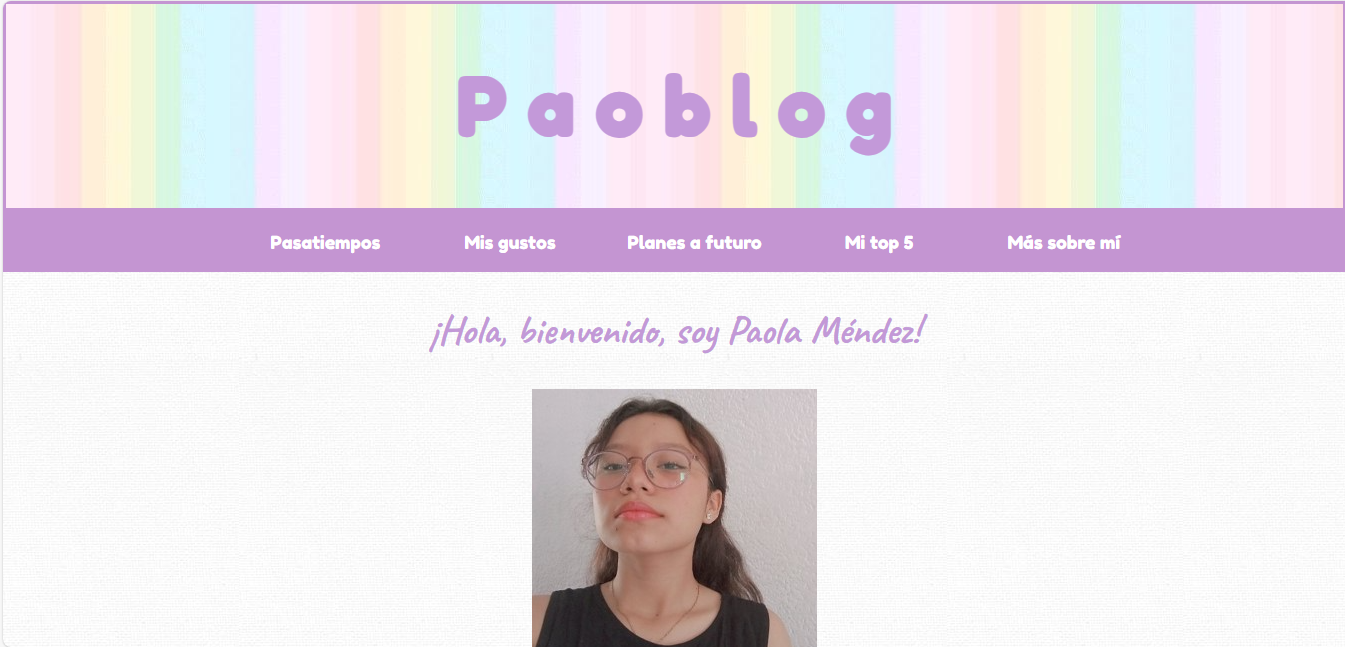 Paoblog
Pasatiempos Mis gustos Planes a futuro Mi top 5 Más sobre mí
¡Hola, bienvenido, soy Paola Méndez!